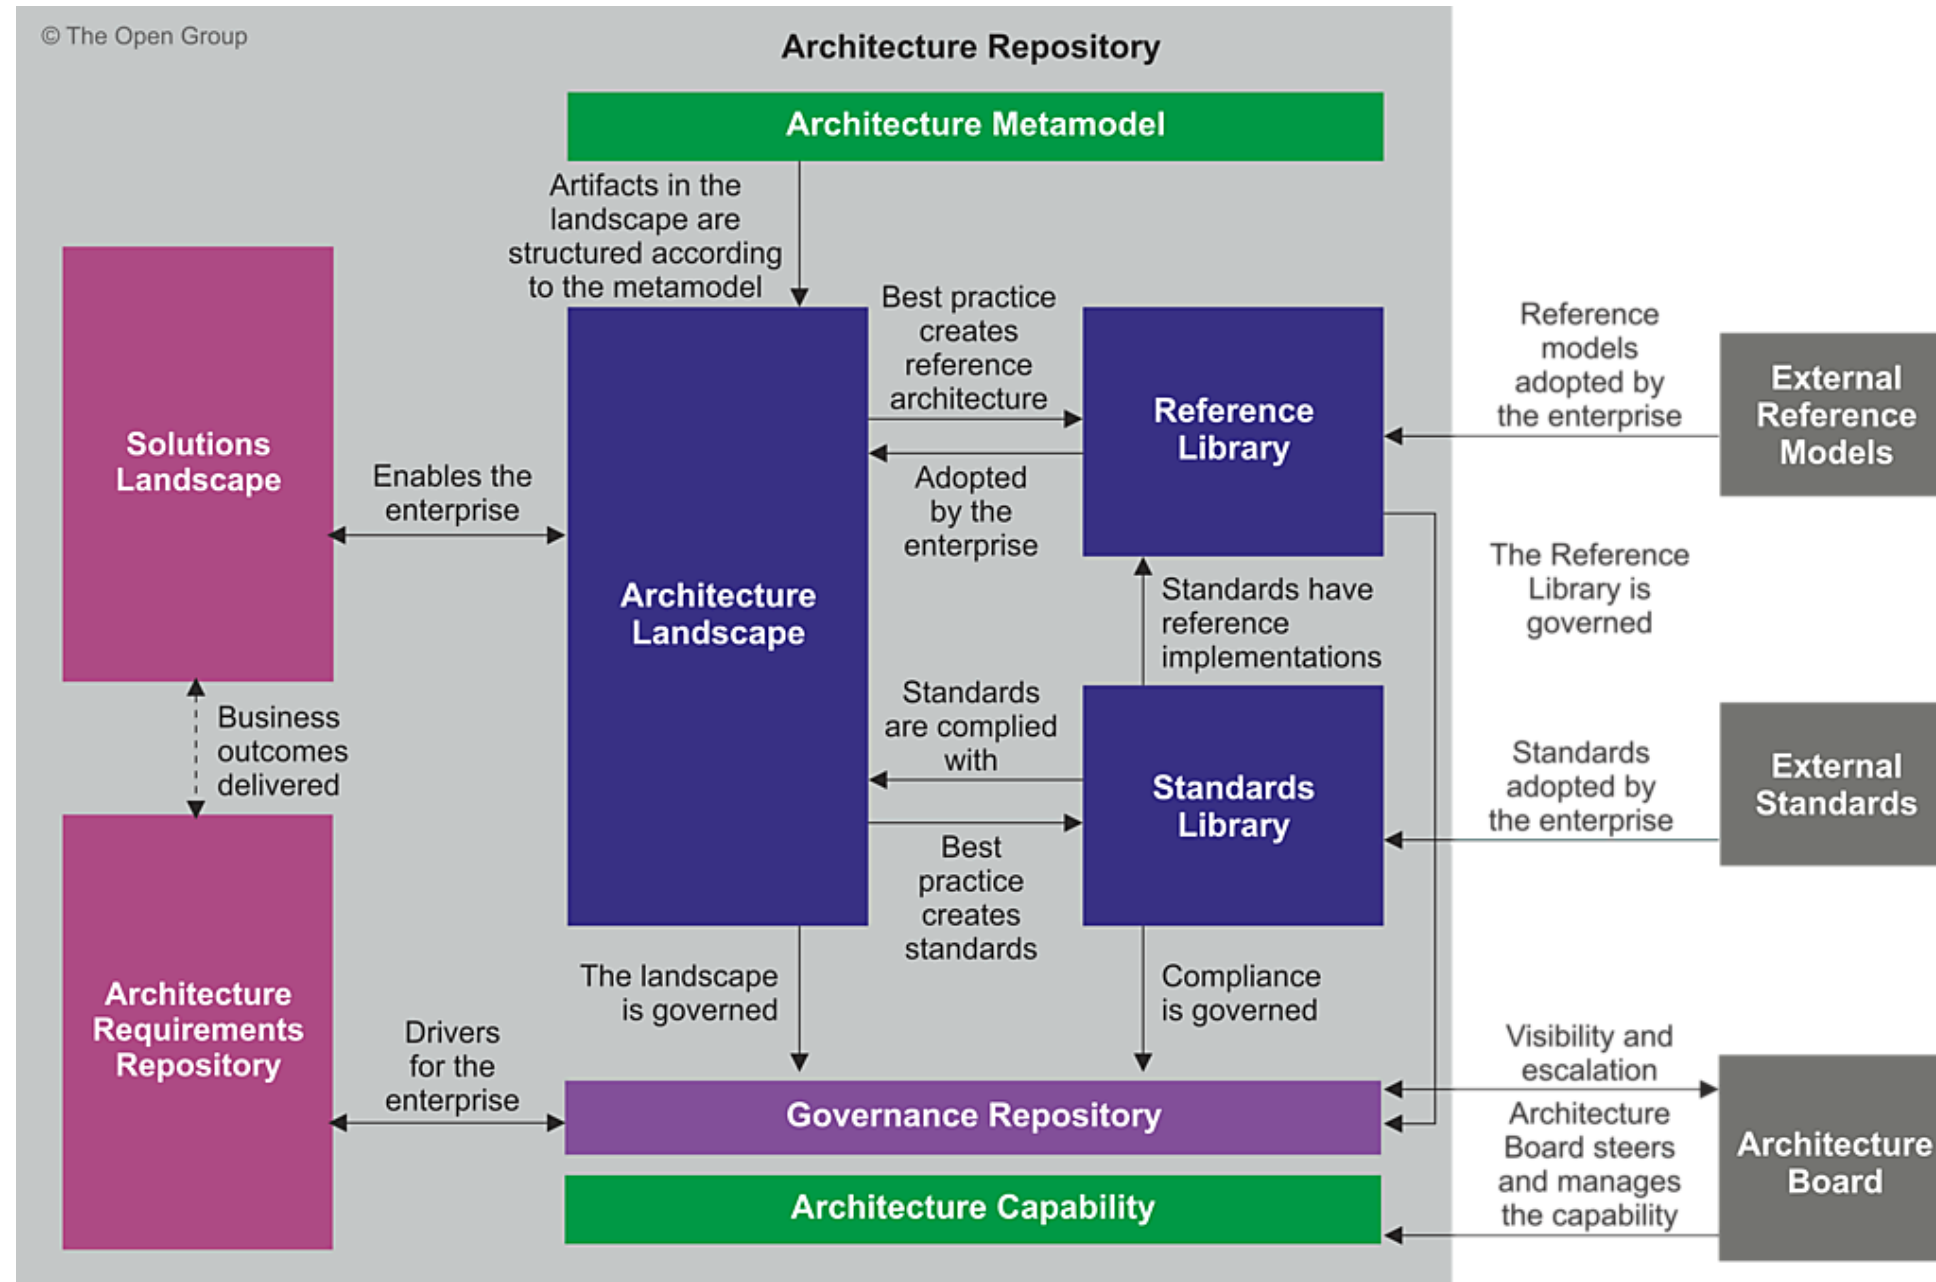 © The Open Group
Architecture Repository
Architecture Metamodel
Artifacts in the
landscape are
structured according
to the metamodel
Solutions
Landscape
Enables the
enterprise
Architecture
Landscape
Best practice
creates
reference
architecture
Adopted
by the
enterprise
Reference
Library
Reference
models
adopted by
the enterprise
External
Reference
Models
The Reference
Library is
governed
Standards have
reference
implementations
Standards
are complied
with
Best
practice
creates
standards
Standards
Library
Standards
adopted by
the enterprise
External
Standards
Business
outcomes
delivered
Architecture
Requirements
Repository
Drivers
for the
enterprise
The landscape
is governed
Compliance
is governed
Governance Repository
Architecture Capability
Visibility and
escalation
Architecture
Board steers
and manages
the capability
Architecture
Board